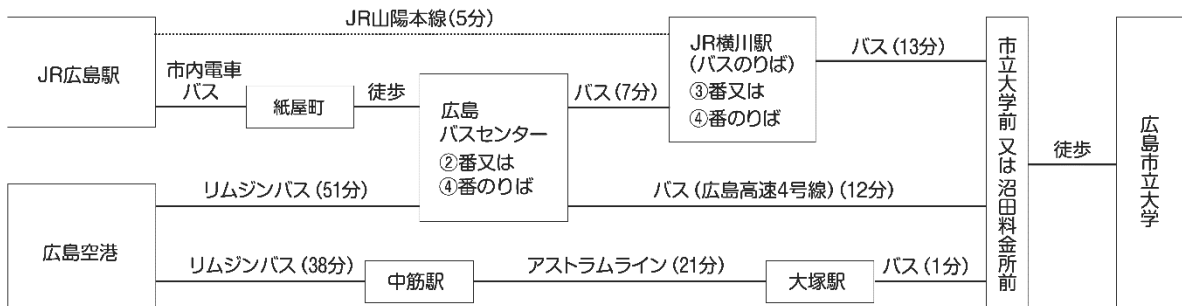 JR山陽本線(5分)
JR広島駅
市内電車
バス
紙屋町
徒歩
広島
バスセンター
②番又は
④番のりば
バス(7分)
JR横川駅
(バスのりば)
③番又は
④番のりば
バス(13分)
市立大学前 又は 沼田料金所前
徒歩
広島市立大学
広島空港
リムジンバス(51分)
バス(広島高速4号線)(12分)
リムジンバス(38分)
中筋駅
アストラムライン(21分)
大塚駅
バス(1分)